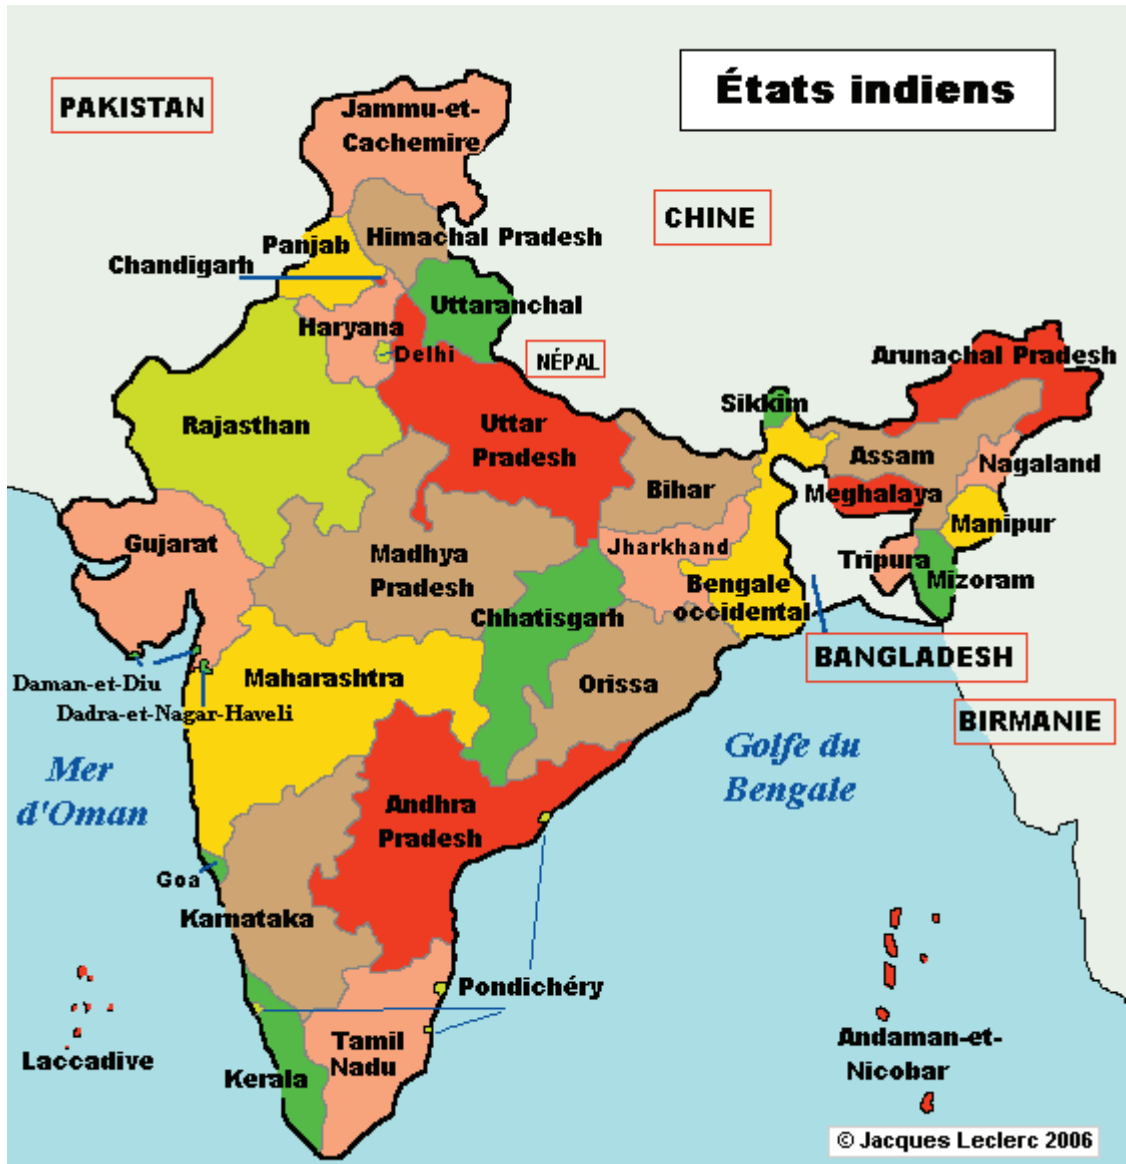 États indiens
PAKISTAN
Jammu-et-
Cachemire
CHINE
Himachal Pradesh
Panjab
Chandigarh
Uttaranchal
Haryana
Delhi
NÉPAL
Arunachal Pradesh
Sikkim
Rajasthan
Uttar
Pradesh
Assam
Nagaland
Bihar
Meghalaya
Manipur
Gujarat
Madhya
Pradesh
Jharkhand
Tripura
Mizoram
Bengale
occidental
Chhatisgarh
BANGLADESH
Maharashtra
Orissa
Daman-et-Diu
Dadra-et-Nagar-Haveli
BIRMANIE
Mer
d'Oman
Golfe du
Bengale
Andhra
Pradesh
Goa
Karnataka
Pondichéry
Laccadive
Tamil
Nadu
Kerala
Andaman-et-
Nicobar
© Jacques Leclerc 2006